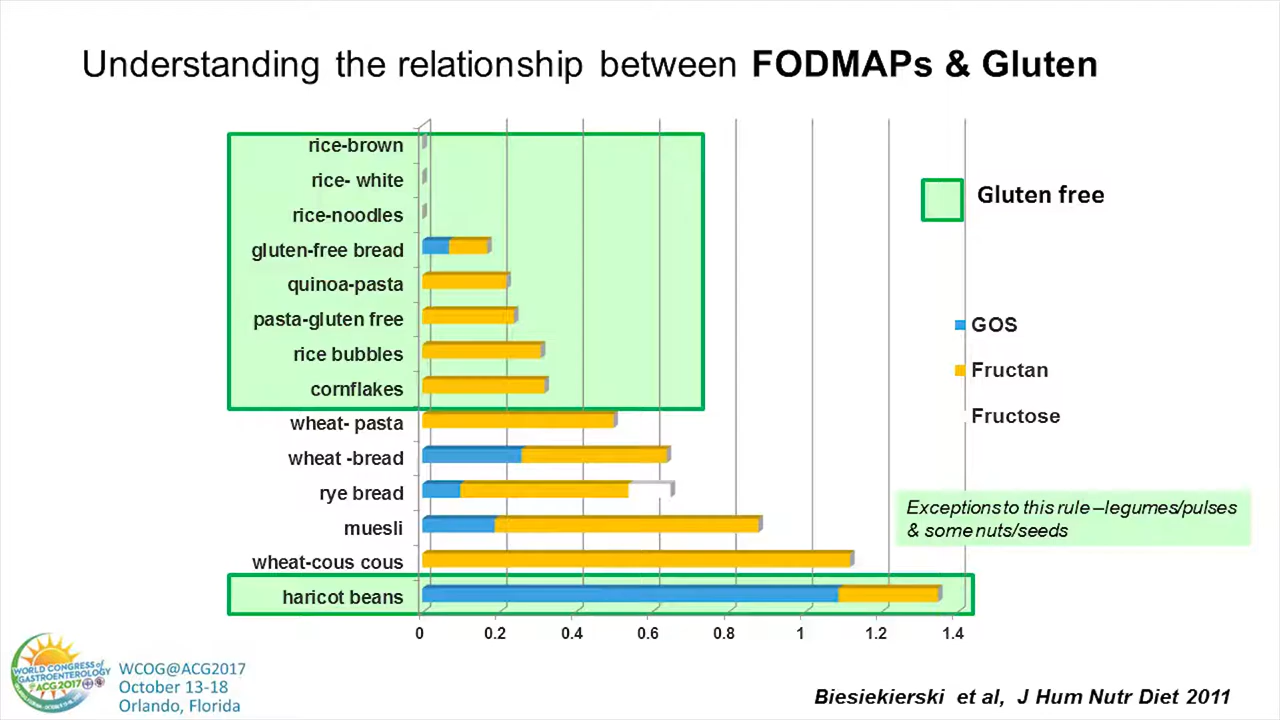 Understanding the relationship between FODMAPs & Gluten
rice-brown
rice- white
rice-noodles
gluten-free bread
quinoa-pasta
pasta-gluten free
rice bubbles
cornflakes
wheat- pasta
wheat -bread
rye bread
muesli
wheat-cous cous
haricot beans
0 0.2 0.4 0.6 0.8 1 1.2 1.4
Gluten free
GOS
Fructan
Fructose
Exceptions to this rule –legumes/pulses
& some nuts/seeds
WORLD CONGRESS of
GASTROENTEROLOGY
at ACG2017
WCOG@ACG2017
October 13-18
Orlando, Florida
Biesiekierski et al, J Hum Nutr Diet 2011